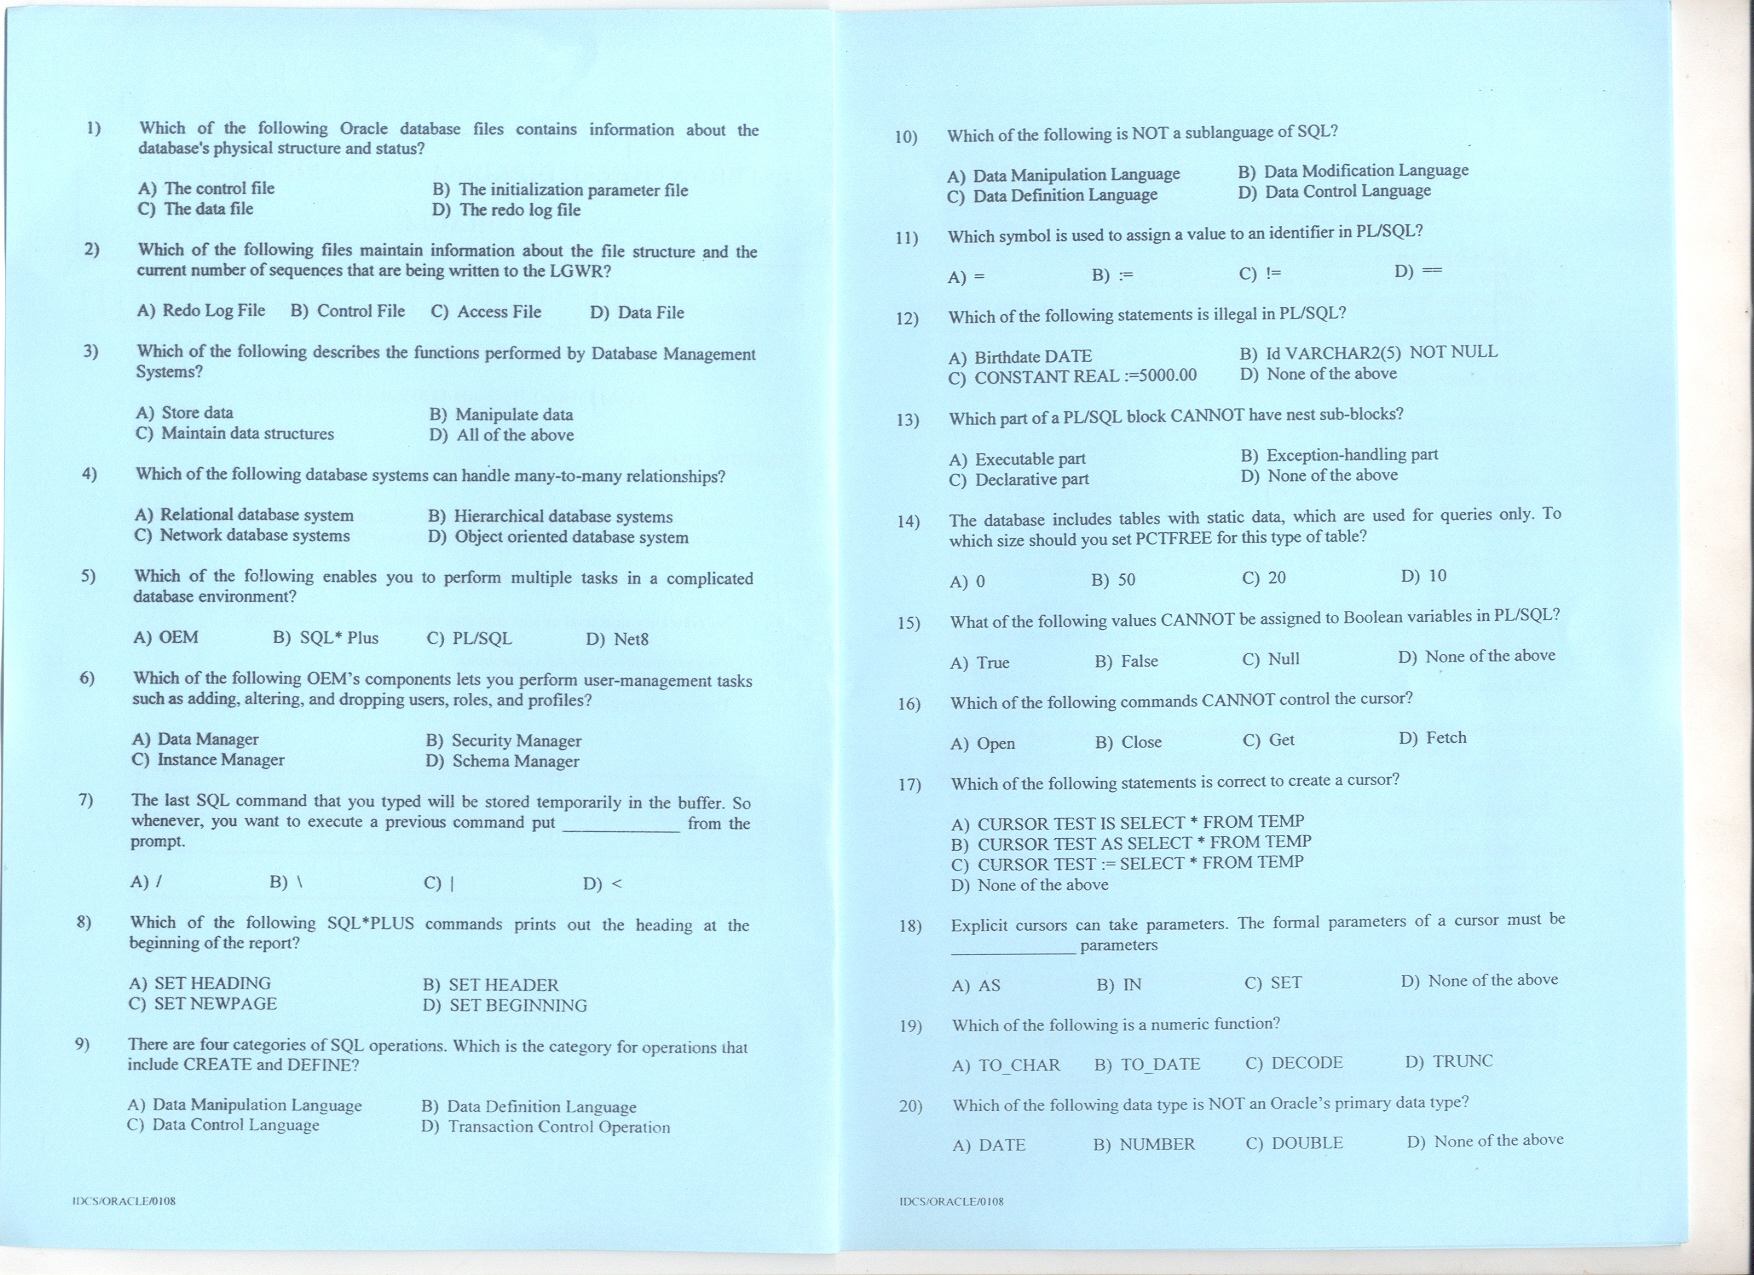 1) Which of the following Oracle database files contains information about the
database's physical structure and status?
A) The control file B) The initialization parameter file
C) The data file D) The redo log file
2) Which of the following files maintain information about the file structure and the
current number of sequences that are being written to the LGWR?
A) Redo Log File B) Control File C) Access File D) Data File
3) Which of the following describes the functions performed by Database Management
Systems?
A) Store data B) Manipulate data
C) Maintain data structures D) All of the above
4) Which of the following database systems can handle many-to-many relationships?
A) Relational database system B) Hierarchical database systems
C) Network database systems D) Object oriented database system
5) Which of the following enables you to perform multiple tasks in a complicated
database environment?
A) OEM B) SQL* Plus C) PL/SQL D) Net8
6) Which of the following OEM's components lets you perform user-management tasks
such as adding, altering, and dropping users, roles, and profiles?
A) Data Manager B) Security Manager
C) Instance Manager D) Schema Manager
7) The last SQL command that you typed will be stored temporarily in the buffer. So
whenever, you want to execute a previous command put ____________ from the
prompt.
A) / B) \ C) | D) <
8) Which of the following SQL*PLUS commands prints out the heading at the
beginning of the report?
A) SET HEADING B) SET HEADER
C) SET NEWPAGE D) SET BEGINNING
9) There are four categories of SQL operations. Which is the category for operations that
include CREATE and DEFINE?
A) Data Manipulation Language B) Data Definition Language
C) Data Control Language D) Transaction Control Operation
IDCS/ORACLE/0108
10) Which of the following is NOT a sublanguage of SQL?
A) Data Manipulation Language B) Data Modification Language
C) Data Definition Language D) Data Control Language
11) Which symbol is used to assign a value to an identifier in PL/SQL?
A) = B) := C) != D) ==
12) Which of the following statements is illegal in PL/SQL?
A) Birthdate DATE B) Id VARCHAR2(5) NOT NULL
C) CONSTANT REAL :=5000.00 D) None of the above
13) Which part of a PL/SQL block CANNOT have nest sub-blocks?
A) Executable part B) Exception-handling part
C) Declarative part D) None of the above
14) The database includes tables with static data, which are used for queries only. To
which size should you set PCTFREE for this type of table?
A) 0 B) 50 C) 20 D) 10
15) What of the following values CANNOT be assigned to Boolean variables in PL/SQL?
A) True B) False C) Null D) None of the above
16) Which of the following commands CANNOT control the cursor?
A) Open B) Close C) Get D) Fetch
17) Which of the following statements is correct to create a cursor?
A) CURSOR TEST IS SELECT * FROM TEMP
B) CURSOR TEST AS SELECT * FROM TEMP
C) CURSOR TEST := SELECT * FROM TEMP
D) None of the above
18) Explicit cursors can take parameters. The formal parameters of a cursor must be
_____________ parameters
A) AS B) IN C) SET D) None of the above
19) Which of the following is a numeric function?
A) TO_CHAR B) TO_DATE C) DECODE D) TRUNC
20) Which of the following data type is NOT an Oracle's primary data type?
A) DATE B) NUMBER C) DOUBLE D) None of the above
IDCS/ORACLE/0108